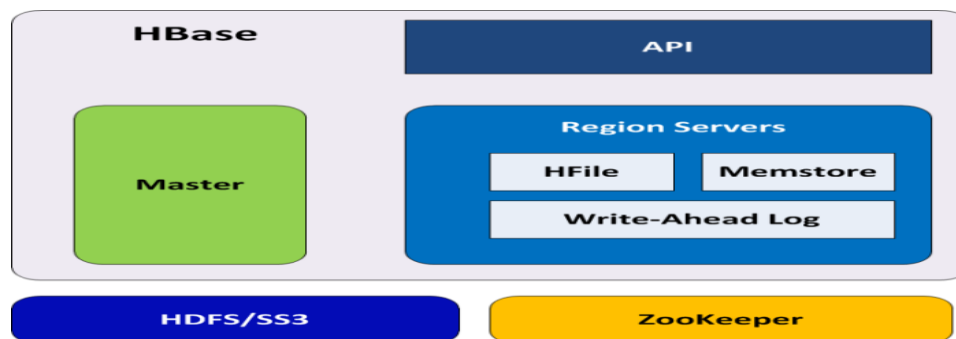 HBase
API
Master
Region Servers
HFile
Memstore
Write-Ahead Log
HDFS/SS3
ZooKeeper